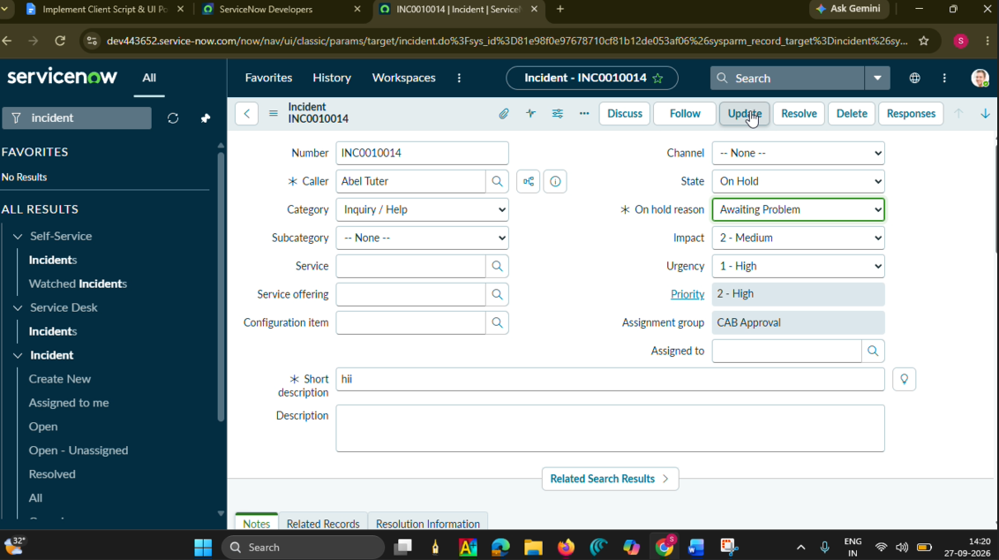 Implement Client Script & UI Po
ServiceNow Developers
INC0010014 | Incident | Service
Ask Gemini
dev443652.service-now.com/now/nav/ui/classic/params/target/incident.do%3Fsys_id%3D81e98f0e97678710cf81b12de053af06%26sysparm_record_target%3Dincident%26sy...
S
servicenow
All
Favorites
History
Workspaces
Incident - INC0010014
Search
incident
Incident
INC0010014
Discuss
Follow
Update
Resolve
Delete
Responses
FAVORITES
No Results
ALL RESULTS
Self-Service
Incidents
Watched Incidents
Service Desk
Incidents
Incident
Create New
Assigned to me
Open
Open - Unassigned
Resolved
All
Number INC0010014
Channel -- None --
* Caller Abel Tuter
State On Hold
Category Inquiry / Help
* On hold reason Awaiting Problem
Subcategory -- None --
Impact 2 - Medium
Service
Urgency 1 - High
Service offering
Priority 2 - High
Configuration item
Assignment group CAB Approval
Assigned to
* Short
description
hii
Description
Related Search Results
Notes
Related Records
Resolution Information
32°
Search
S
ENG
IN
14:20
27-09-2026